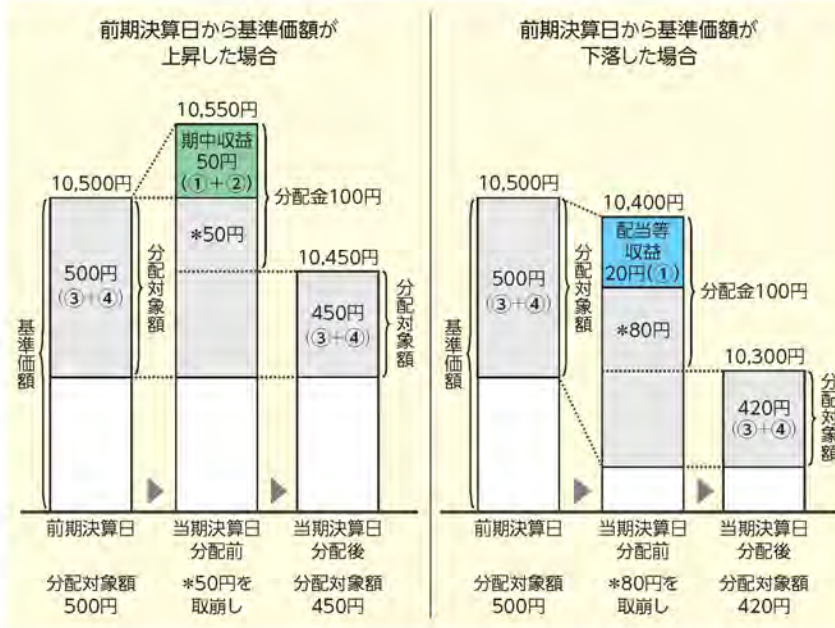 前期決算日から基準価額が
上昇した場合
10,550円
期中収益
50円
(①+②)
10,500円
分配金100円
*50円
10,450円
500円
(③+④)
分配対象額
450円
(③+④)
分配対象額
基準価額
前期決算日
当期決算日
分配前
当期決算日
分配後
分配対象額
500円
*50円を
取崩し
分配対象額
450円
前期決算日から基準価額が
下落した場合
10,500円
10,400円
配当等
収益
20円(①)
500円
(③+④)
分配対象額
分配金100円
*80円
10,300円
基準価額
420円
(③+④)
分配対象額
前期決算日
当期決算日
分配前
当期決算日
分配後
分配対象額
500円
*80円を
取崩し
分配対象額
420円